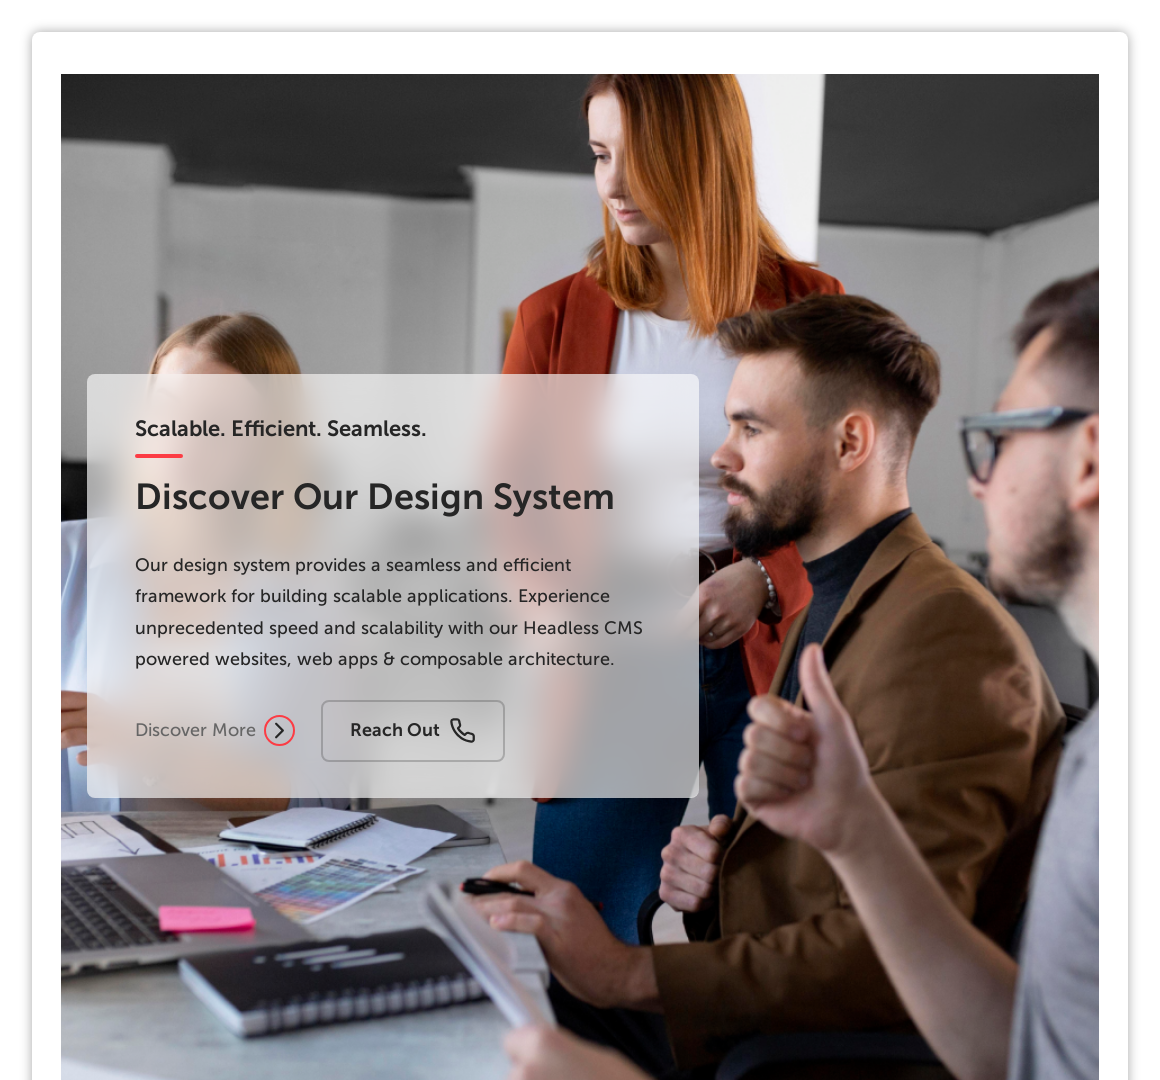 Scalable. Efficient. Seamless.
Discover Our Design System
Our design system provides a seamless and efficient
framework for building scalable applications. Experience
unprecedented speed and scalability with our Headless CMS
powered websites, web apps & composable architecture.
Discover More
Reach Out